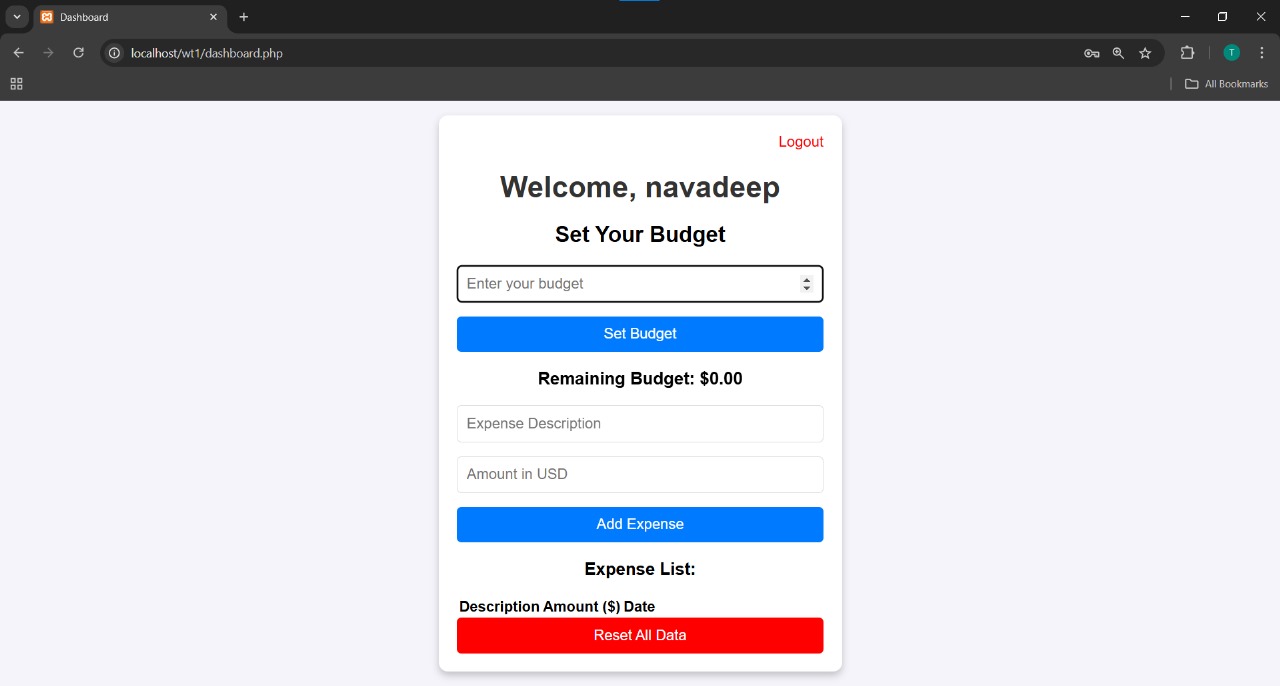 Dashboard
localhost/wt1/dashboard.php
T
All Bookmarks
Logout
Welcome, navadeep
Set Your Budget
Enter your budget
Set Budget
Remaining Budget: $0.00
Expense Description
Amount in USD
Add Expense
Expense List:
Description Amount ($) Date
Reset All Data